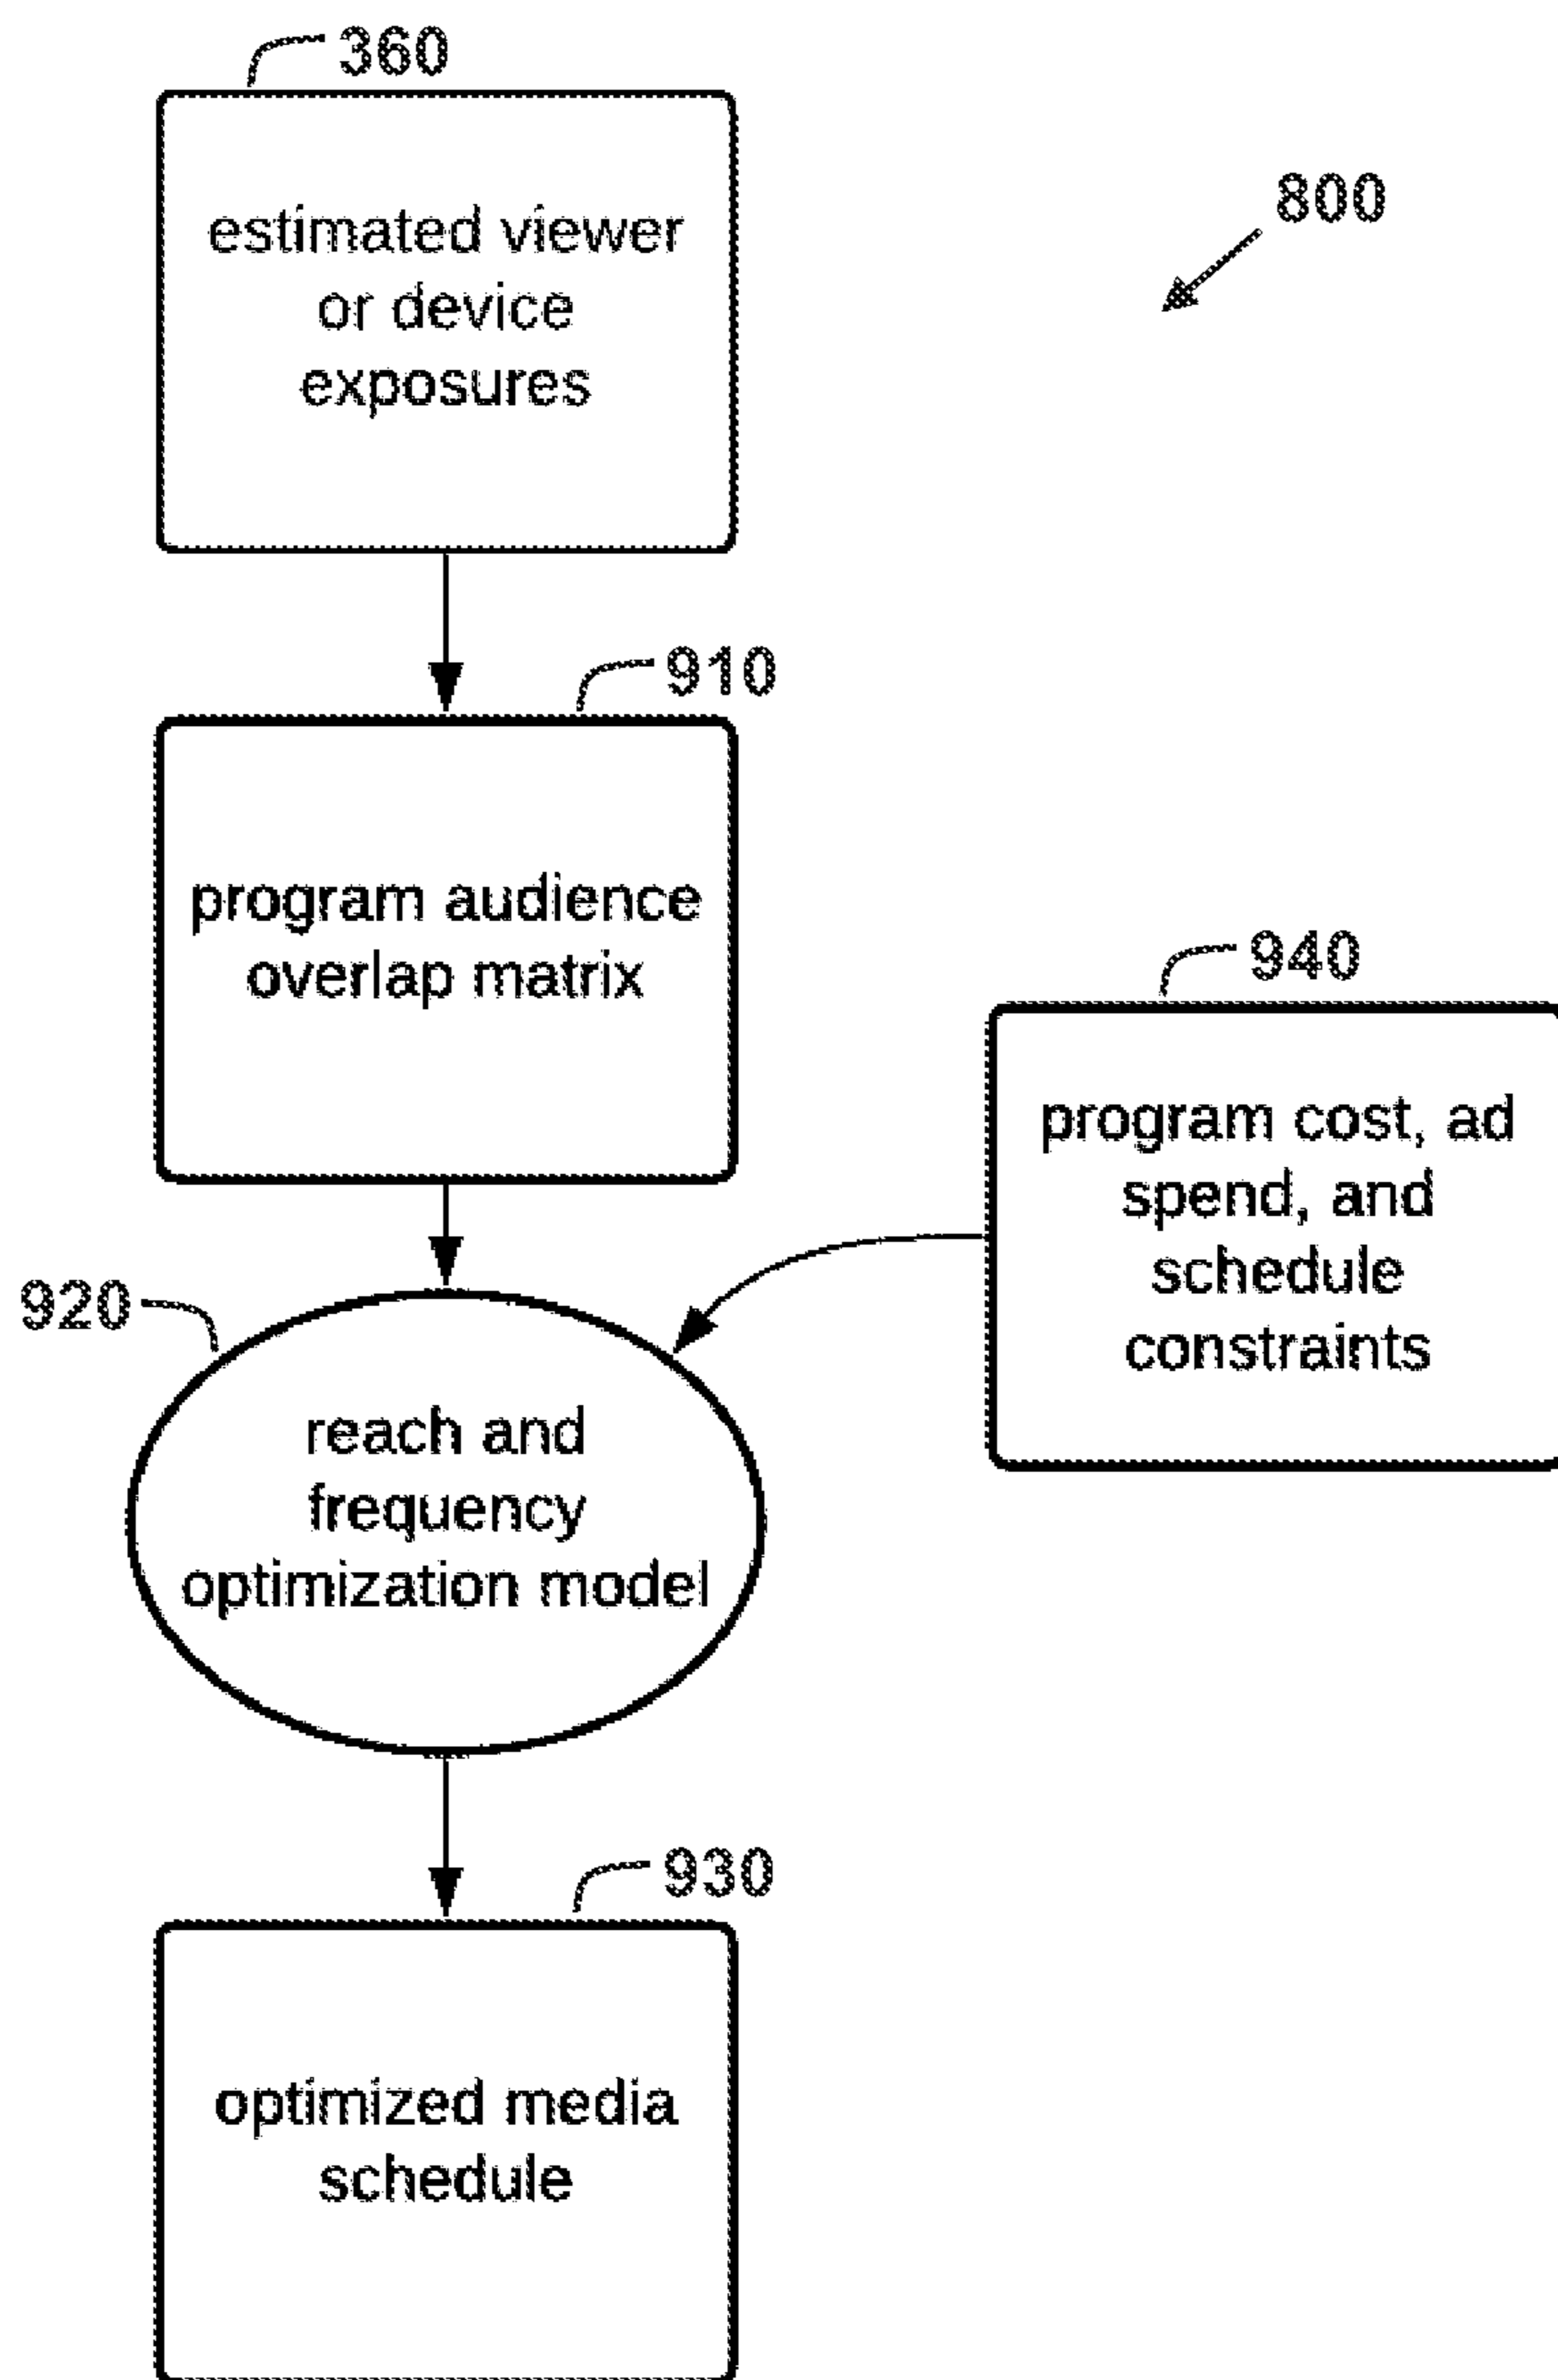 360
estimated viewer
or device
exposures
800
910
program audience
overlap matrix
940
program cost, ad
spend, and
schedule
constraints
920
reach and
frequency
optimization model
930
optimized media
schedule